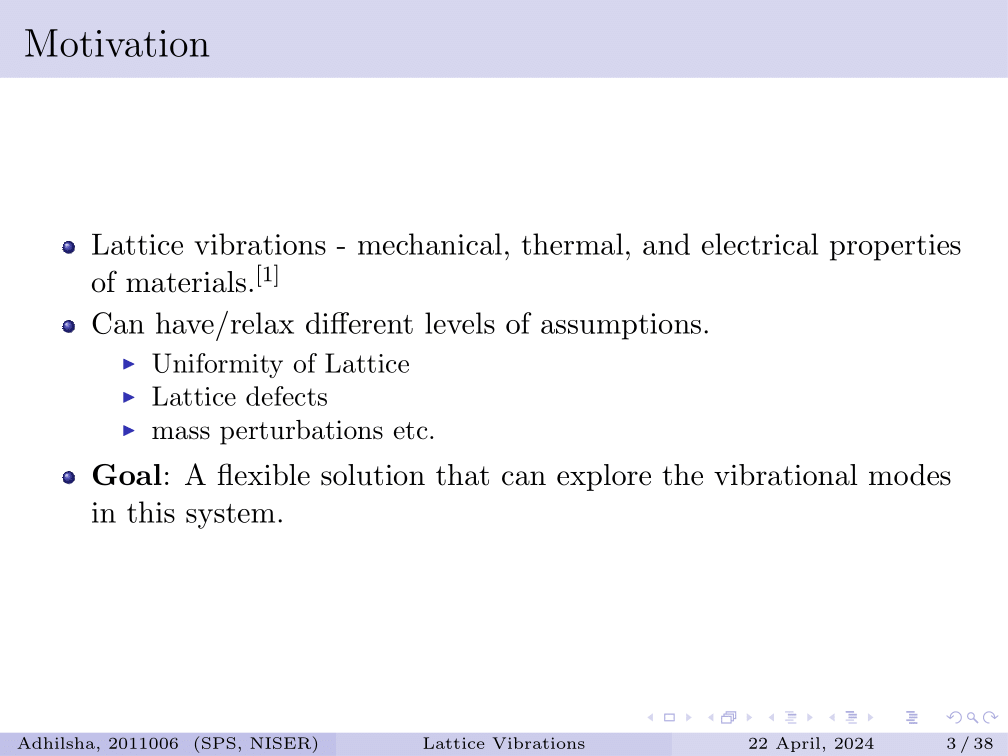 Motivation
Lattice vibrations - mechanical, thermal, and electrical properties
of materials.[1]
Can have/relax different levels of assumptions.
Uniformity of Lattice
Lattice defects
mass perturbations etc.
Goal: A flexible solution that can explore the vibrational modes
in this system.
Adhilsha, 2011006 (SPS, NISER) Lattice Vibrations 22 April, 2024 3 / 38